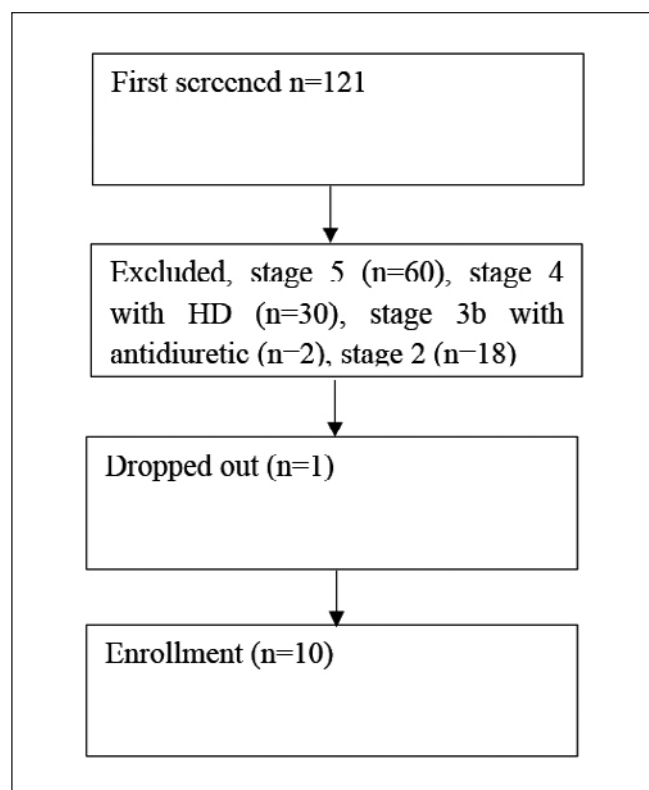 First screened n=121
Excluded, stage 5 (n=60), stage 4
with HD (n=30), stage 3b with
antidiuretic (n=2), stage 2 (n=18)
Dropped out (n=1)
Enrollment (n=10)